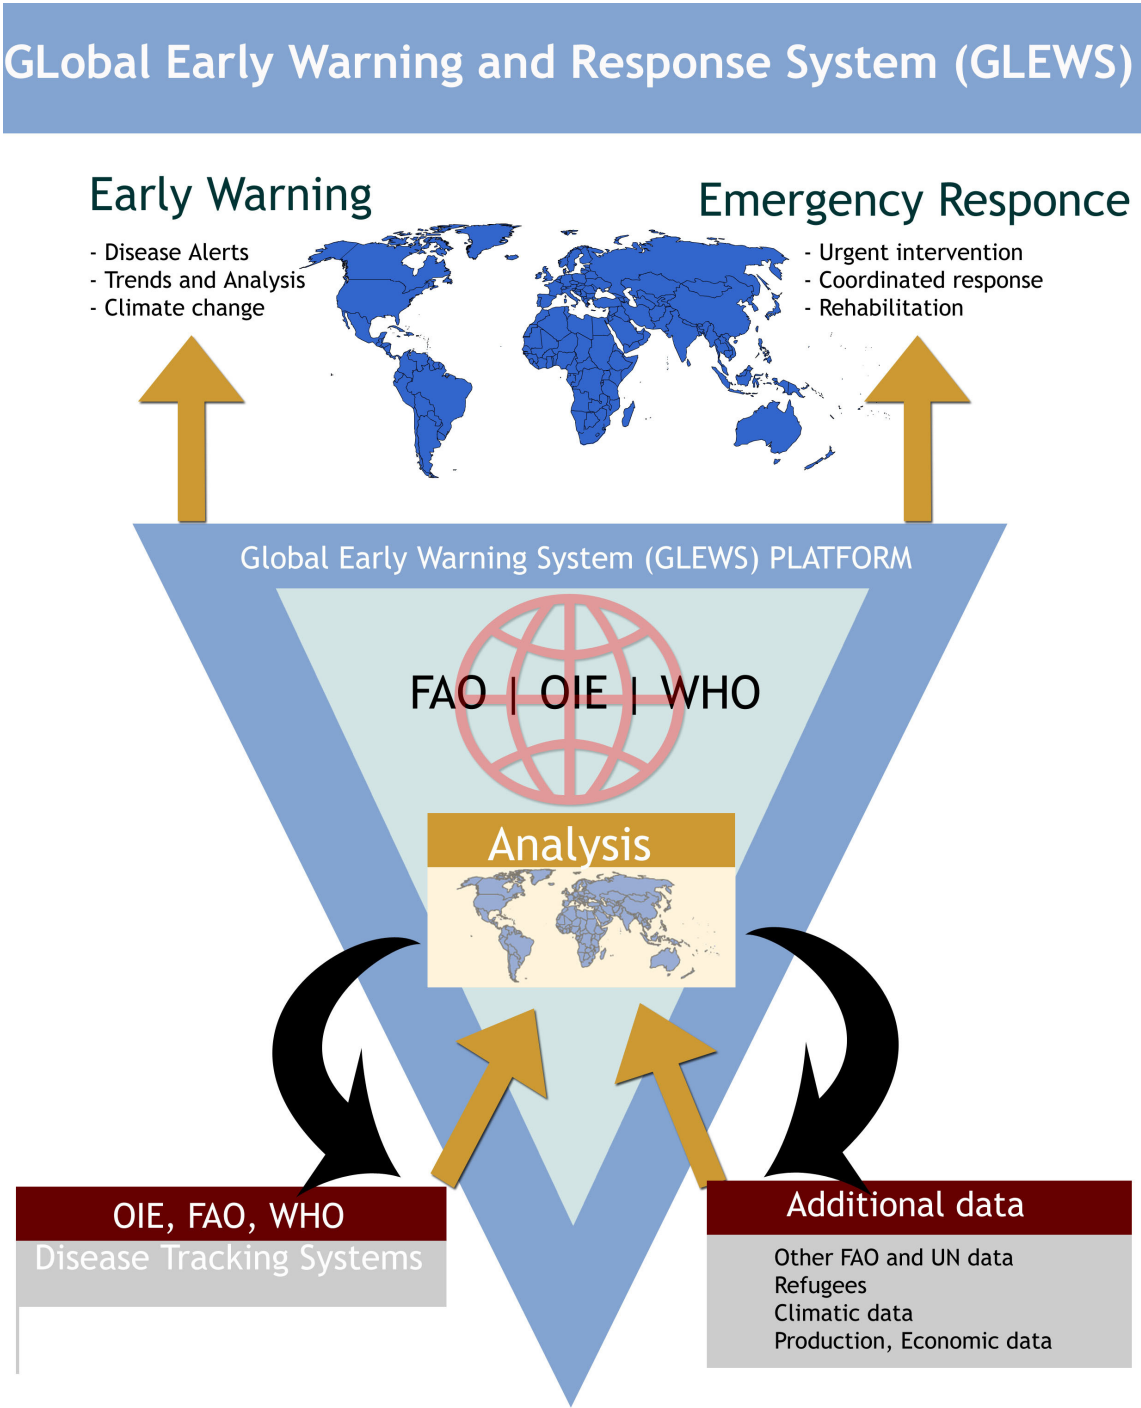 GLobal Early Warning and Response System (GLEWS)
Early Warning
- Disease Alerts
- Trends and Analysis
- Climate change
Emergency Responce
- Urgent intervention
- Coordinated response
- Rehabilitation
Global Early Warning System (GLEWS) PLATFORM
FAO | OIE | WHO
Analysis
OIE, FAO, WHO
Disease Tracking Systems
Additional data
Other FAO and UN data
Refugees
Climatic data
Production, Economic data